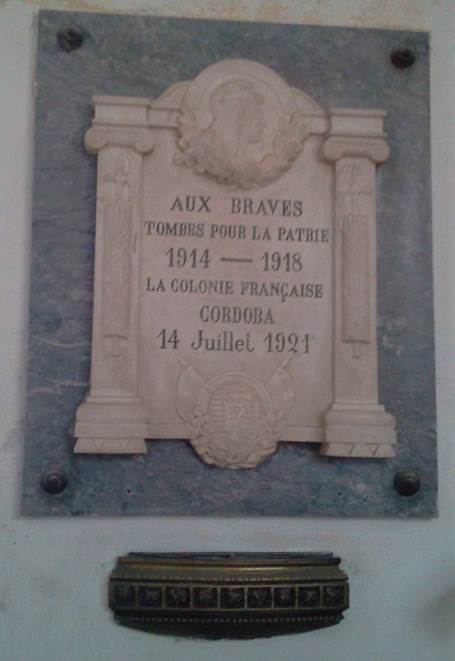 AUX BRAVES
TOMBES POUR LA PATRIE
1914 — 1918
LA COLONIE FRANÇAISE
CORDOBA
14 Juillet 1921